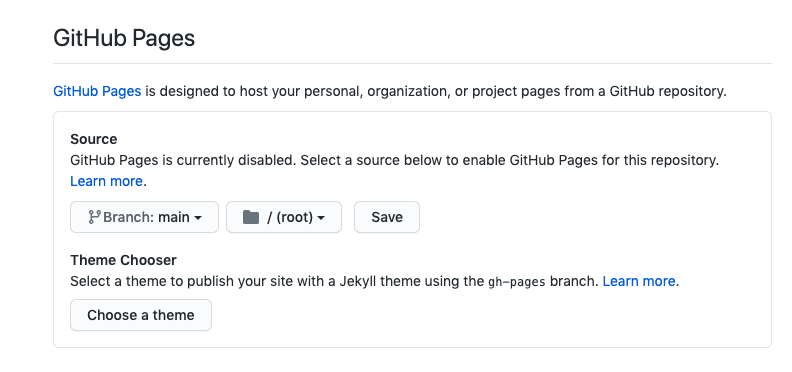 GitHub Pages
GitHub Pages is designed to host your personal, organization, or project pages from a GitHub repository.
Source
GitHub Pages is currently disabled. Select a source below to enable GitHub Pages for this repository.
Learn more.
Branch: main / (root) Save
Theme Chooser
Select a theme to publish your site with a Jekyll theme using the gh-pages branch. Learn more.
Choose a theme